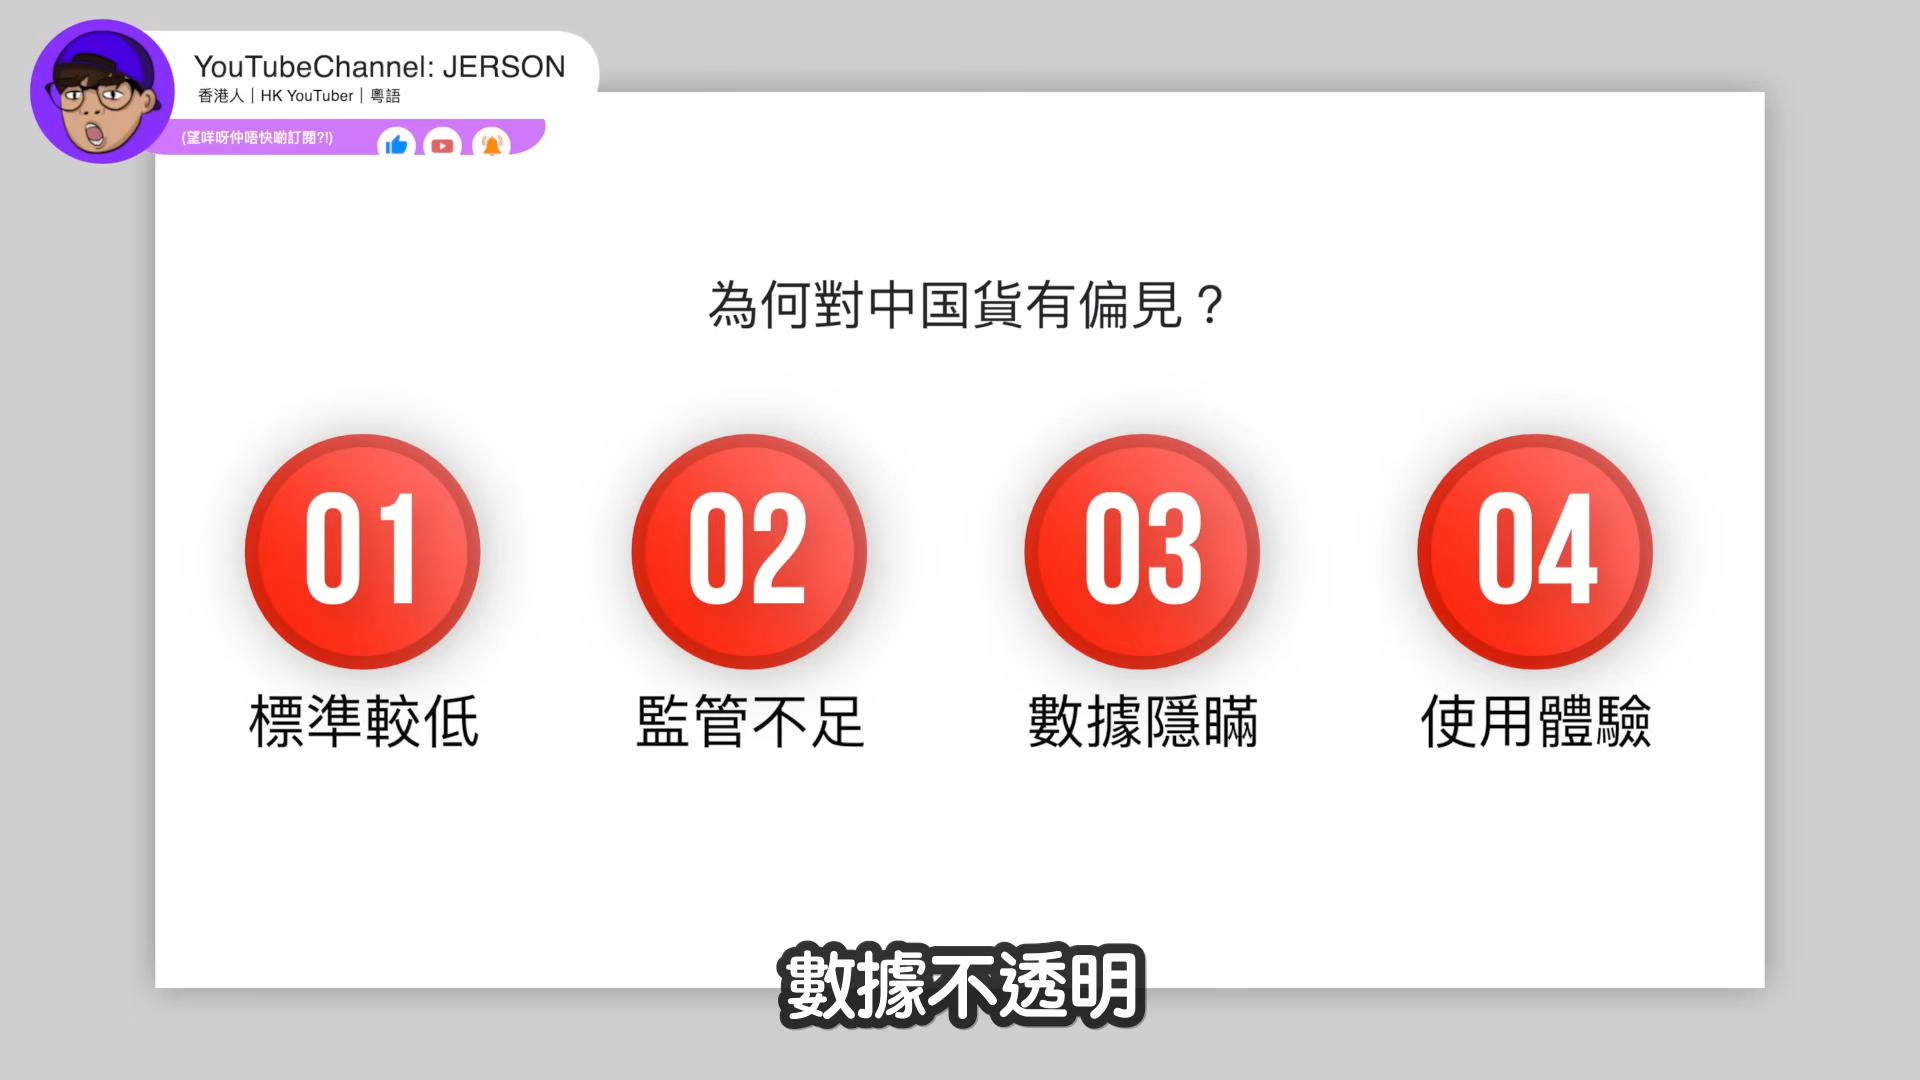 YouTubeChannel: JERSON
香港人｜HK YouTuber｜粵語
(望咩呀仲唔快啲訂閱?!)
為何對中国貨有偏見？
01
02
03
04
標準較低
監管不足
數據隱瞞
使用體驗
數據不透明